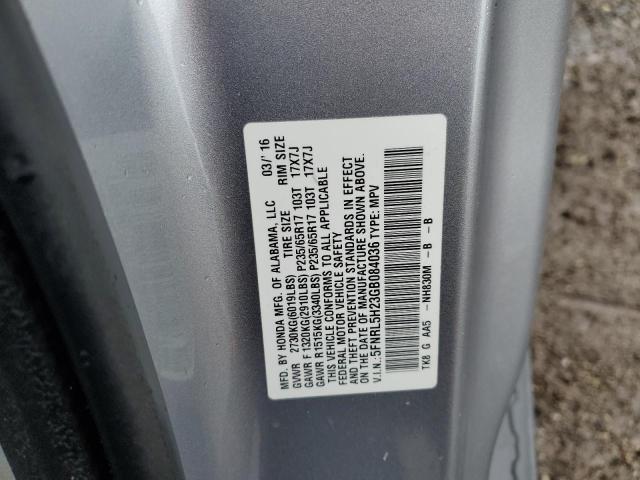 MFD. BY HONDA MFG. OF ALABAMA, LLC 03/'16
GVWR 2730KG(6019LBS) TIRE SIZE RIM SIZE
GAWR F 1320KG(2910LBS) P235/65R17 103T 17X7J
GAWR R1515KG(3340LBS) P235/65R17 103T 17X7J
THIS VEHICLE CONFORMS TO ALL APPLICABLE
FEDERAL MOTOR VEHICLE SAFETY
AND THEFT PREVENTION STANDARDS IN EFFECT
ON THE DATE OF MANUFACTURE SHOWN ABOVE.
V.I.N.:5FNRL5H23GB084036 TYPE: MPV
TK8 G AA5 -NH830M -B -B